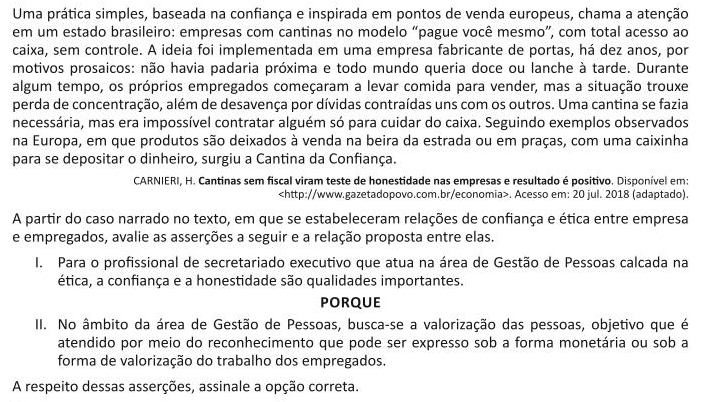 Uma prática simples, baseada na confiança e inspirada em pontos de venda europeus, chama a atenção
em um estado brasileiro: empresas com cantinas no modelo “pague você mesmo”, com total acesso ao
caixa, sem controle. A ideia foi implementada em uma empresa fabricante de portas, há dez anos, por
motivos prosaicos: não havia padaria próxima e todo mundo queria doce ou lanche à tarde. Durante
algum tempo, os próprios empregados começaram a levar comida para vender, mas a situação trouxe
perda de concentração, além de desavença por dívidas contraídas uns com os outros. Uma cantina se fazia
necessária, mas era impossível contratar alguém só para cuidar do caixa. Seguindo exemplos observados
na Europa, em que produtos são deixados à venda na beira da estrada ou em praças, com uma caixinha
para se depositar o dinheiro, surgiu a Cantina da Confiança.
CARNIERI, H. Cantinas sem fiscal viram teste de honestidade nas empresas e resultado é positivo. Disponível em:
<http://www.gazetadopovo.com.br/economia>. Acesso em: 20 jul. 2018 (adaptado).
A partir do caso narrado no texto, em que se estabeleceram relações de confiança e ética entre empresa
e empregados, avalie as asserções a seguir e a relação proposta entre elas.
I. Para o profissional de secretariado executivo que atua na área de Gestão de Pessoas calcada na
ética, a confiança e a honestidade são qualidades importantes.
PORQUE
II. No âmbito da área de Gestão de Pessoas, busca-se a valorização das pessoas, objetivo que é
atendido por meio do reconhecimento que pode ser expresso sob a forma monetária ou sob a
forma de valorização do trabalho dos empregados.
A respeito dessas asserções, assinale a opção correta.